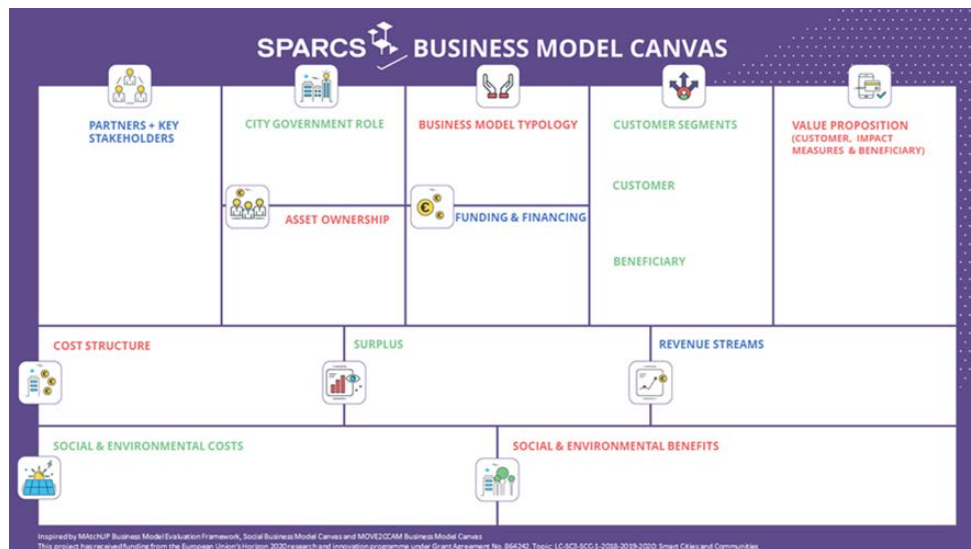 SPARCS BUSINESS MODEL CANVAS
PARTNERS + KEY
STAKEHOLDERS
CITY GOVERNMENT ROLE
BUSINESS MODEL TYPOLOGY
CUSTOMER SEGMENTS
CUSTOMER
BENEFICIARY
VALUE PROPOSITION
(CUSTOMER, IMPACT
MEASURES & BENEFICIARY)
ASSET OWNERSHIP
FUNDING & FINANCING
COST STRUCTURE
SURPLUS
REVENUE STREAMS
SOCIAL & ENVIRONMENTAL COSTS
SOCIAL & ENVIRONMENTAL BENEFITS
Inspired by MAtchUP Business Model Evaluation Framework, Social Business Model Canvas and MOVE2CCAM Business Model Canvas
This project has received funding from the European Union's Horizon 2020 research and innovation programme under Grant Agreement No. 864242 Topic: LC-SC3-SCC-1-2018-2019-2020: Smart Cities and Communities